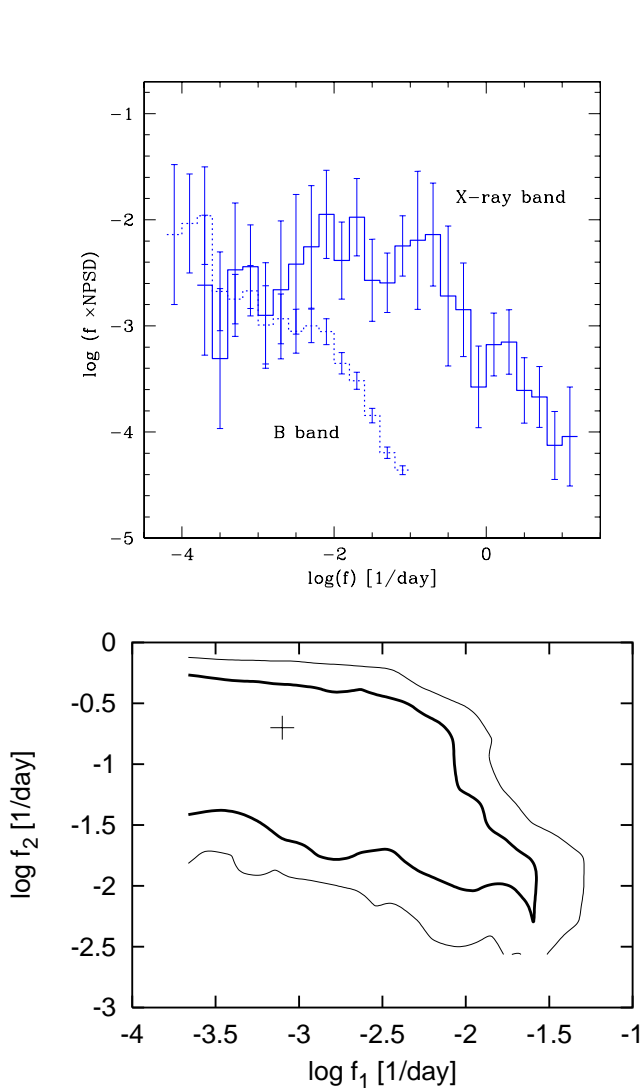 −1
−2
−3
−4
−5
log (f ×NPSD)
X-ray band
B band
−4 −2 0
log(f) [1/day]
0
-0.5
-1
-1.5
-2
-2.5
-3
log f2 [1/day]
-4 -3.5 -3 -2.5 -2 -1.5 -1
log f1 [1/day]